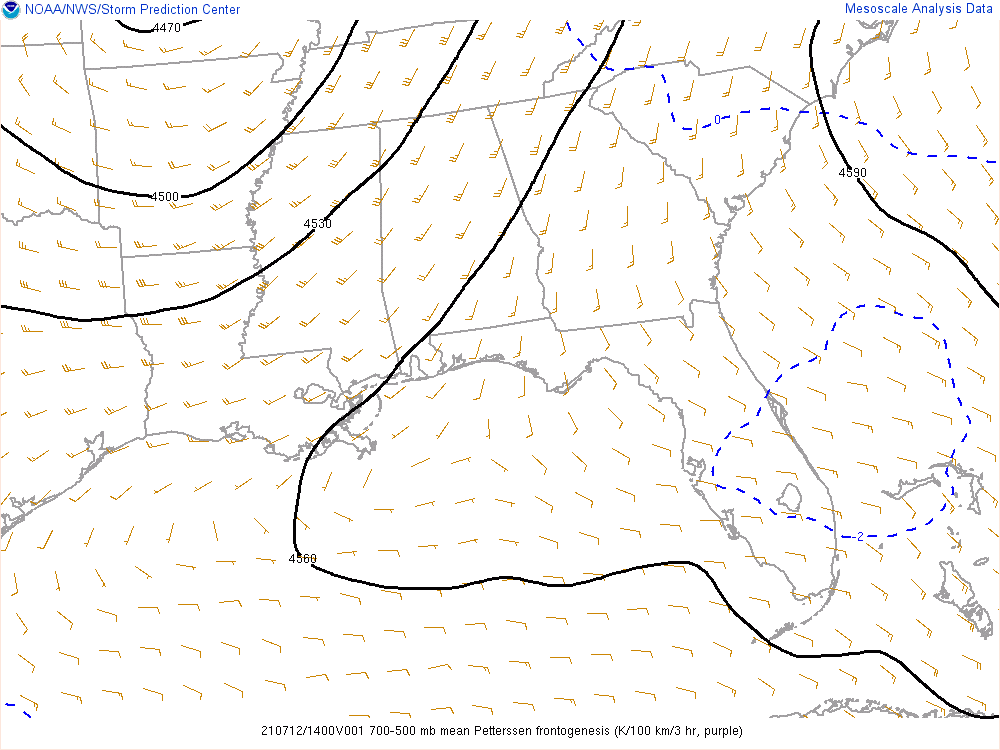 NOAA/NWS/Storm Prediction Center
Mesoscale Analysis Data
4470
0
4590
4500
4530
-2
4560
210712/1400V001 700-500 mb mean Petterssen frontogenesis (K/100 km/3 hr, purple)